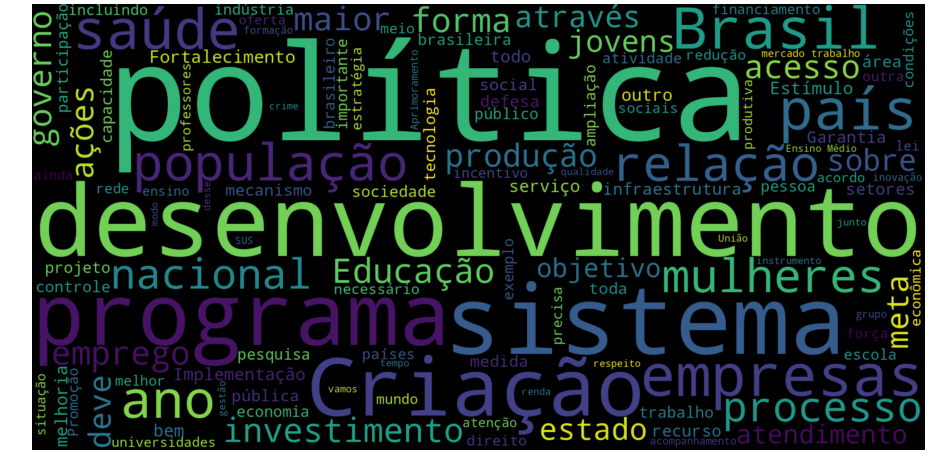 incluindo
indústria
oferta
formação
saúde
maior
meio
forma
através
financiamento
Brasil
governo
participação
Fortalecimento
capacidade
ações
professores
crime
política
brasileiro
importante
estratégia
Aprimoramento
brasileira
todo
jovens
atividade
redução
mercado trabalho
área
outra
condições
acesso
social
defesa
público
outro
sociais
ampliação
produtiva
Estímulo
país
Garantia
lei
população
tecnologia
produção
incentivo
qualidade
relação
Ensino Médio
sobre
acordo
inovação
ainda
rede
ensino
mecanismo
sociedade
serviço
infraestrutura
pessoa
setores
modo
desse
desenvolvimento
SUS
União
junto
projeto
controle
nacional
Educação
necessário
exemplo
objetivo
toda
mulheres
instrumento
meta
econômica
programa
sistema
precisa
grupo
força
emprego
pesquisa
Implementação
países
tempo
medida
respeito
escola
situação
melhoria
Promoção
deve
melhor
ano
gestão
pública
vamos
mundo
Criação
renda
empresas
processo
bem
universidades
economia
investimento
atenção
direito
estado
trabalho
recurso
acompanhamento
atendimento